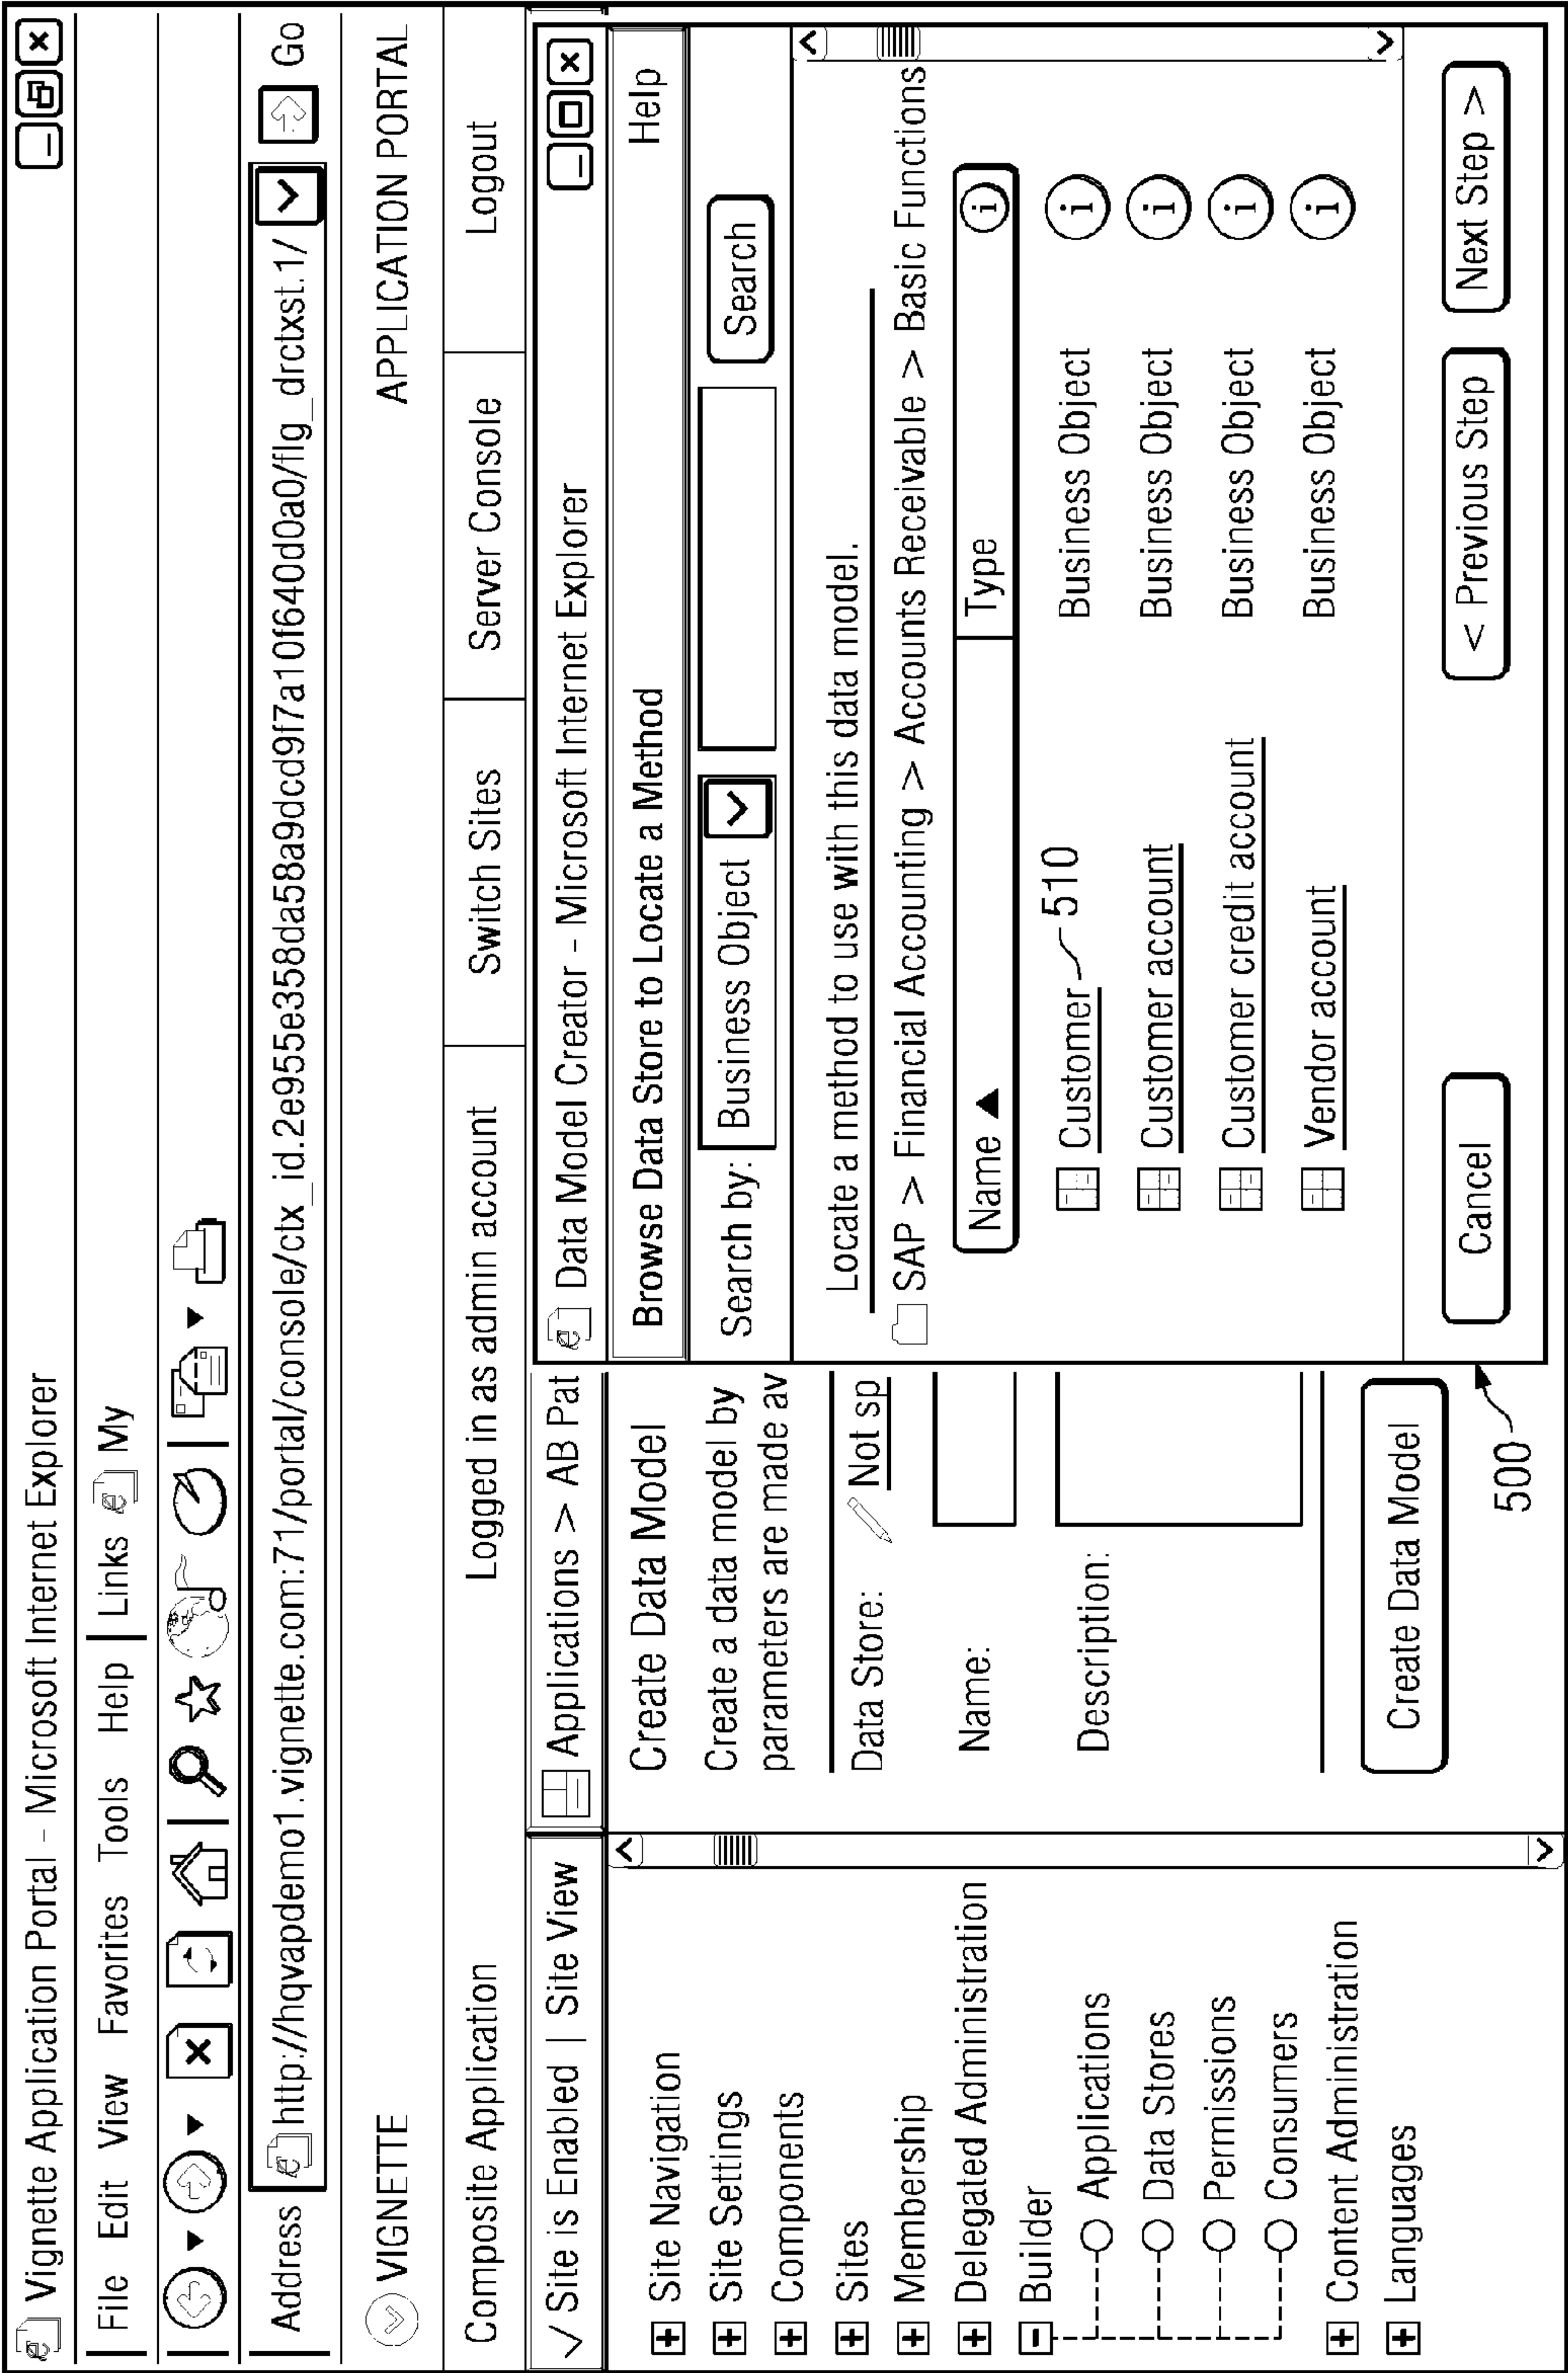 Vignette Application Portal - Microsoft Internet Explorer
File Edit View Favorites Tools Help Links My
Address http://hqvapdemo1.vignette.com:71/portal/console/ctx_id.2e955e358da58a9dcd9f7a10f640d0a0/flg_drctxst.1/ Go
VIGNETTE APPLICATION PORTAL
Composite Application Logged in as admin account Switch Sites Server Console Logout
Site is Enabled | Site View
Site Navigation
Site Settings
Components
Sites
Membership
Delegated Administration
Builder
Applications
Data Stores
Permissions
Consumers
Content Administration
Languages
Applications > AB Pat
Create Data Model
Create a data model by
parameters are made av
Data Store: Not sp
Name:
Description:
Create Data Model
500
Data Model Creator - Microsoft Internet Explorer
Browse Data Store to Locate a Method Help
Search by: Business Object Search
Locate a method to use with this data model.
SAP > Financial Accounting > Accounts Receivable > Basic Functions
Name Type i
Customer 510 Business Object i
Customer account Business Object i
Customer credit account Business Object i
Vendor account Business Object i
Cancel < Previous Step Next Step >